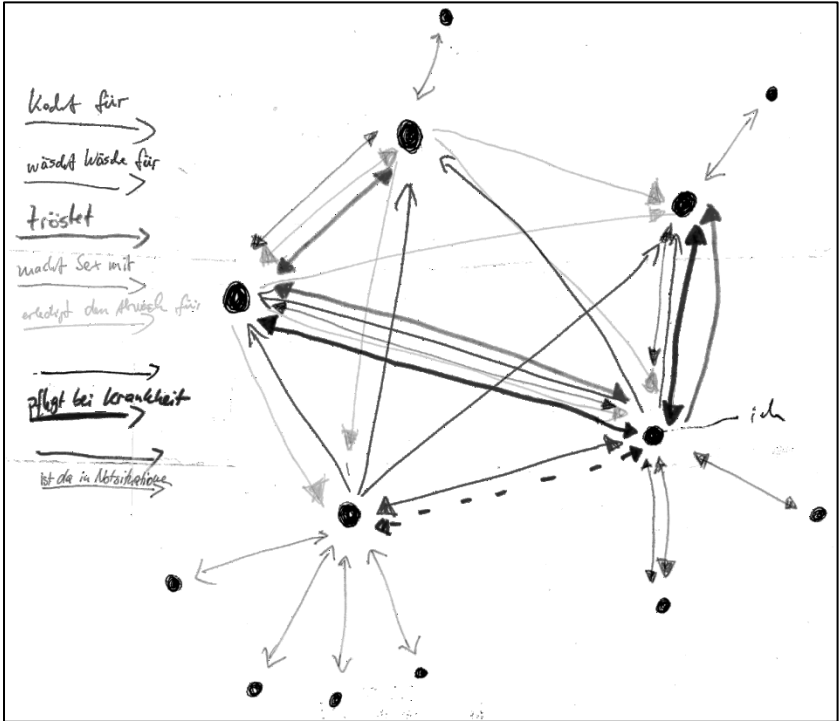 kocht für
wäscht Wäsche für
tröstet
macht Sex mit
erledigt den Abwasch für
pflegt bei Krankheit
ist da in Notsituationen
ich